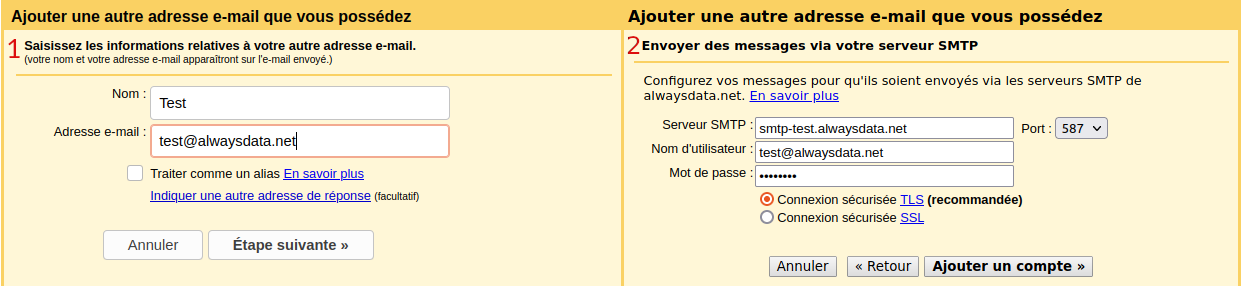 Ajouter une autre adresse e-mail que vous possédez
1 Saisissez les informations relatives à votre autre adresse e-mail.
(votre nom et votre adresse e-mail apparaîtront sur l'e-mail envoyé.)
Nom : Test
Adresse e-mail : test@alwaysdata.net
Traiter comme un alias En savoir plus
Indiquer une autre adresse de réponse (facultatif)
Annuler Étape suivante »
Ajouter une autre adresse e-mail que vous possédez
2 Envoyer des messages via votre serveur SMTP
Configurez vos messages pour qu'ils soient envoyés via les serveurs SMTP de
alwaysdata.net. En savoir plus
Serveur SMTP : smtp-test.alwaysdata.net Port : 587
Nom d'utilisateur : test@alwaysdata.net
Mot de passe : ••••••••
Connexion sécurisée TLS (recommandée)
Connexion sécurisée SSL
Annuler « Retour Ajouter un compte »